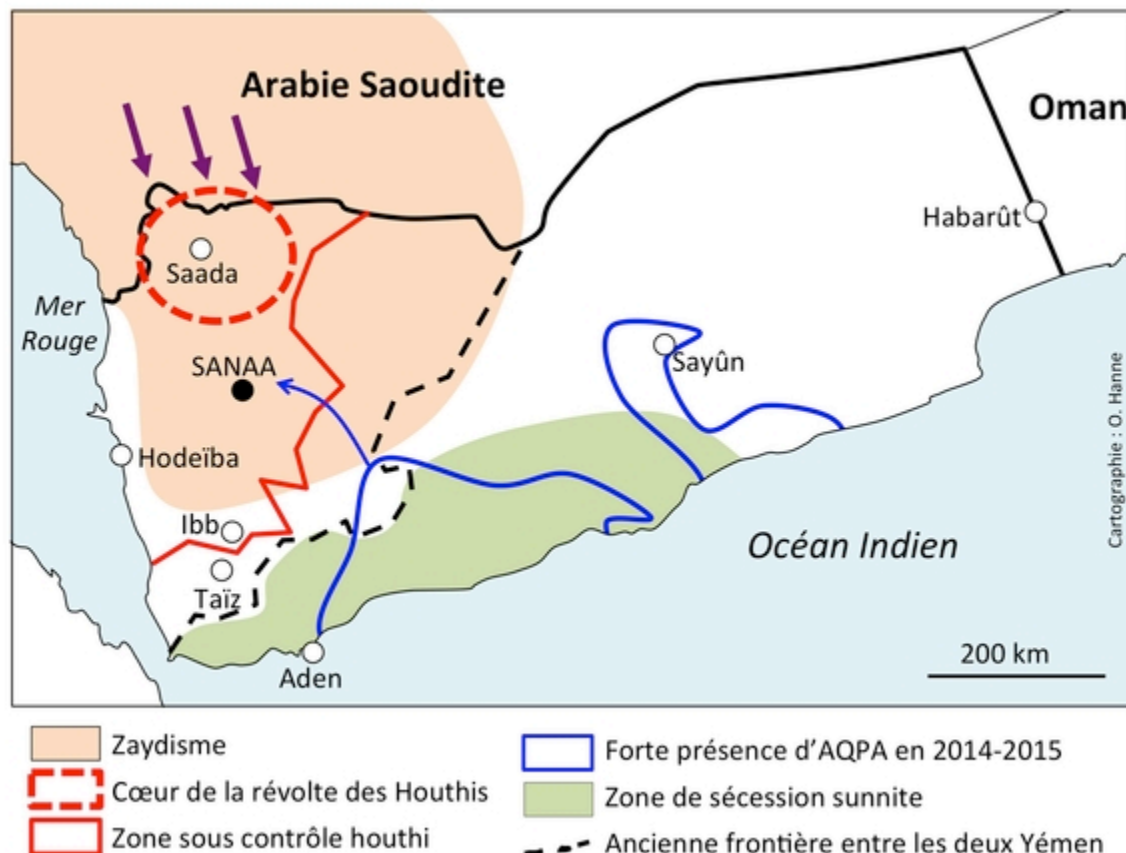 Arabie Saoudite
Oman
Habarût
Saada
Mer
Rouge
SANAA
Sayûn
Hodeïba
Ibb
Taïz
Océan Indien
Aden
200 km
Cartographie : O. Hanne
Zaydisme
Cœur de la révolte des Houthis
Zone sous contrôle houthi
Forte présence d'AQPA en 2014-2015
Zone de sécession sunnite
Ancienne frontière entre les deux Yémen